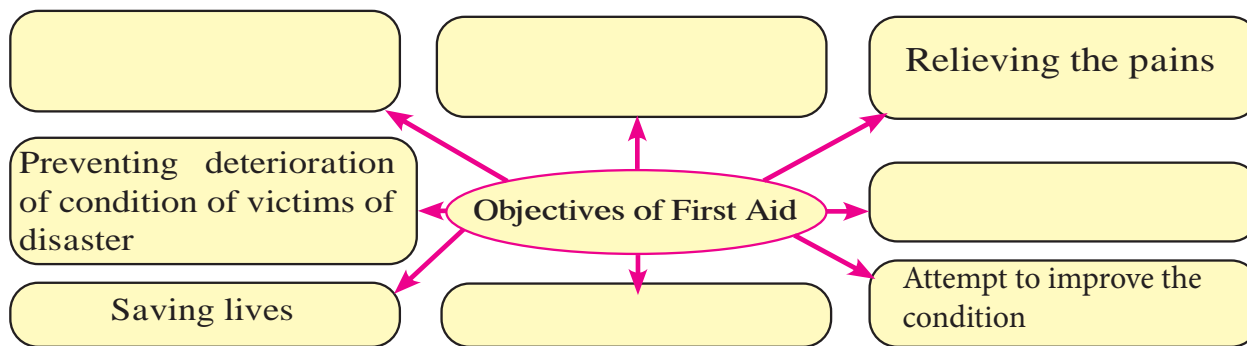 Relieving the pains
Preventing deterioration
of condition of victims of
disaster
Objectives of First Aid
Saving lives
Attempt to improve the
condition